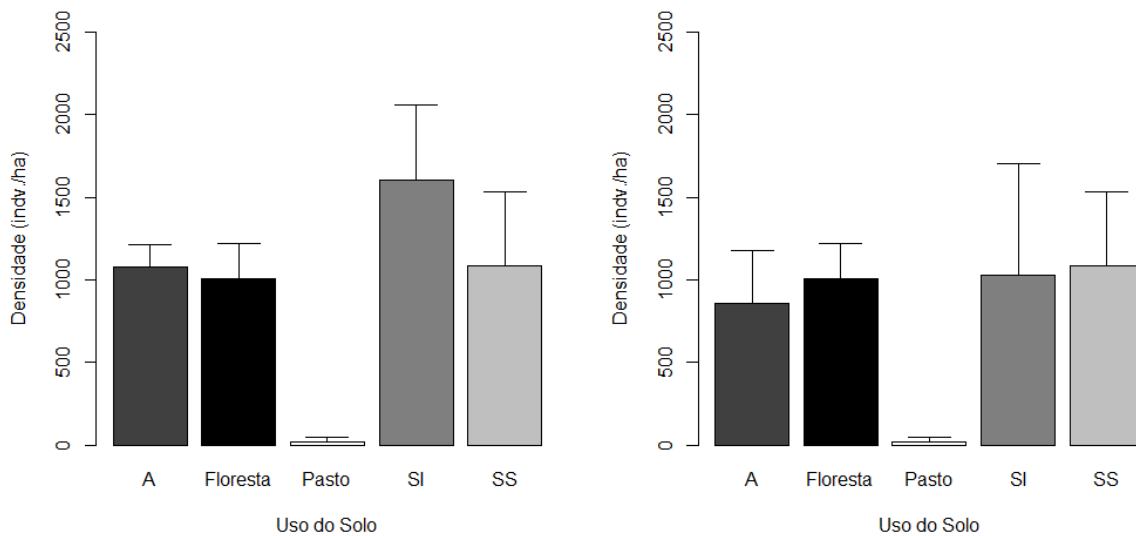 Densidade (indv./ha)
2500
2000
1500
1000
500
0
A Floresta Pasto SI SS
Uso do Solo
Densidade (indv./ha)
2500
2000
1500
1000
500
0
A Floresta Pasto SI SS
Uso do Solo